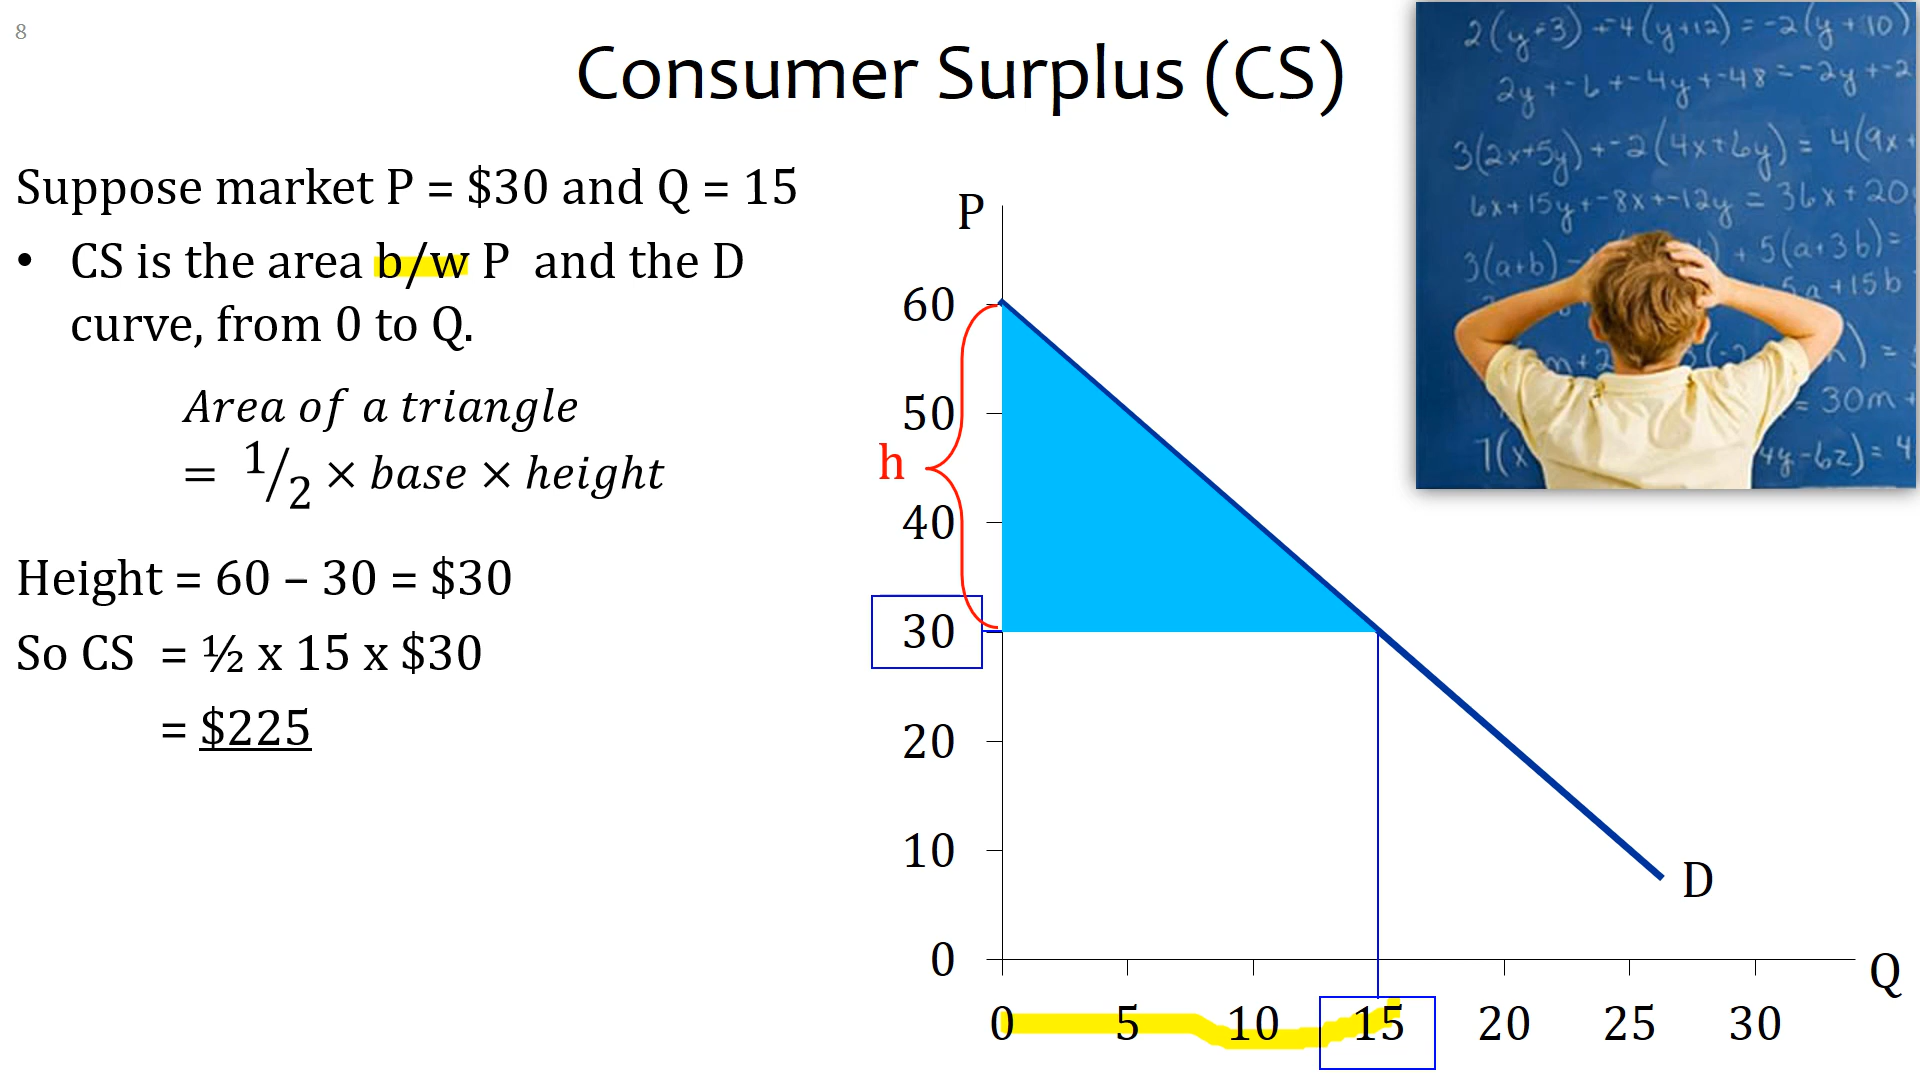 8
Consumer Surplus (CS)
Suppose market P = $30 and Q = 15
• CS is the area b/w P and the D
curve, from 0 to Q.
Area of a triangle
= 1/2 × base × height
Height = 60 – 30 = $30
So CS = ½ x 15 x $30
= $225
P
60
50
h
40
30
20
10
D
0
Q
0 5 10 15 20 25 30
2(y+3)+-4(y+12) = -2(y+10)
2y+-6+-4y+-48=-2y+-2
3(2x+5y)+-2(4x+6y) = 4(9x+
6x+15y+-8x+-12y = 36x+20
3(a+b)- + 5(a+3b)=
5a+15b
m+2
= 30m+
7(x 4y-6z) = 4